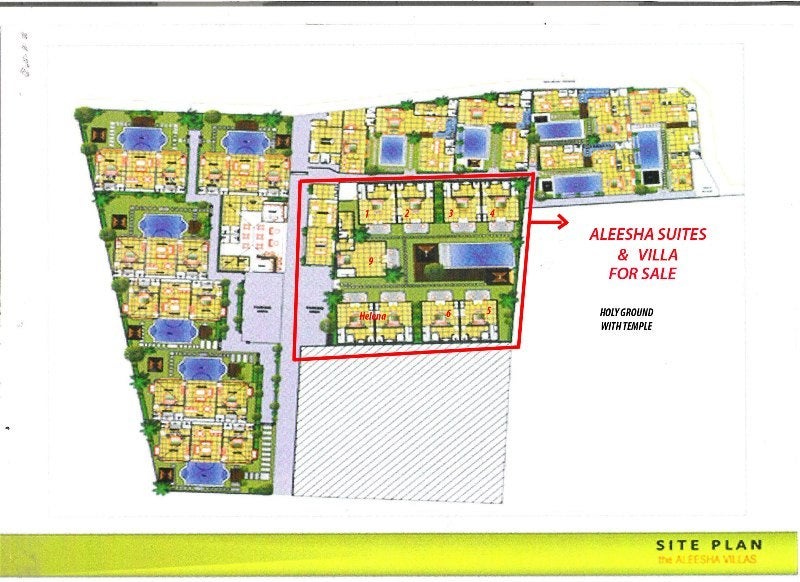 1
2
3
4
9
Helena
6
5
ALEESHA SUITES
& VILLA
FOR SALE
HOLY GROUND
WITH TEMPLE
SITE PLAN
the ALEESHA VILLAS